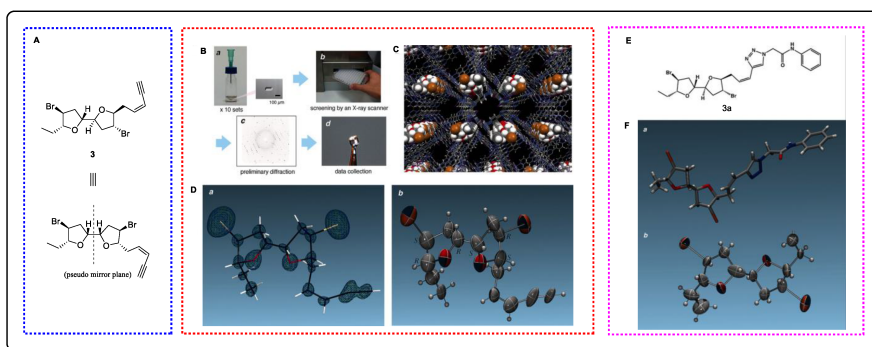 A
Br
H
O
H
O
Br
3
Br
H
H
Br
O
O
(pseudo mirror plane)
B
a
x 10 sets
100 μm
b
screening by an X-ray scanner
c
preliminary diffraction
d
data collection
C
D
a
b
E
Br
H
O
H
O
Br
N=N
N
O
H
N
3a
F
a
b